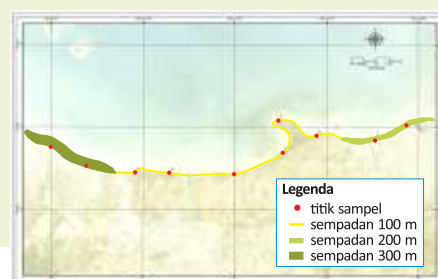 Legenda
titik sampel
sempadan 100 m
sempadan 200 m
sempadan 300 m